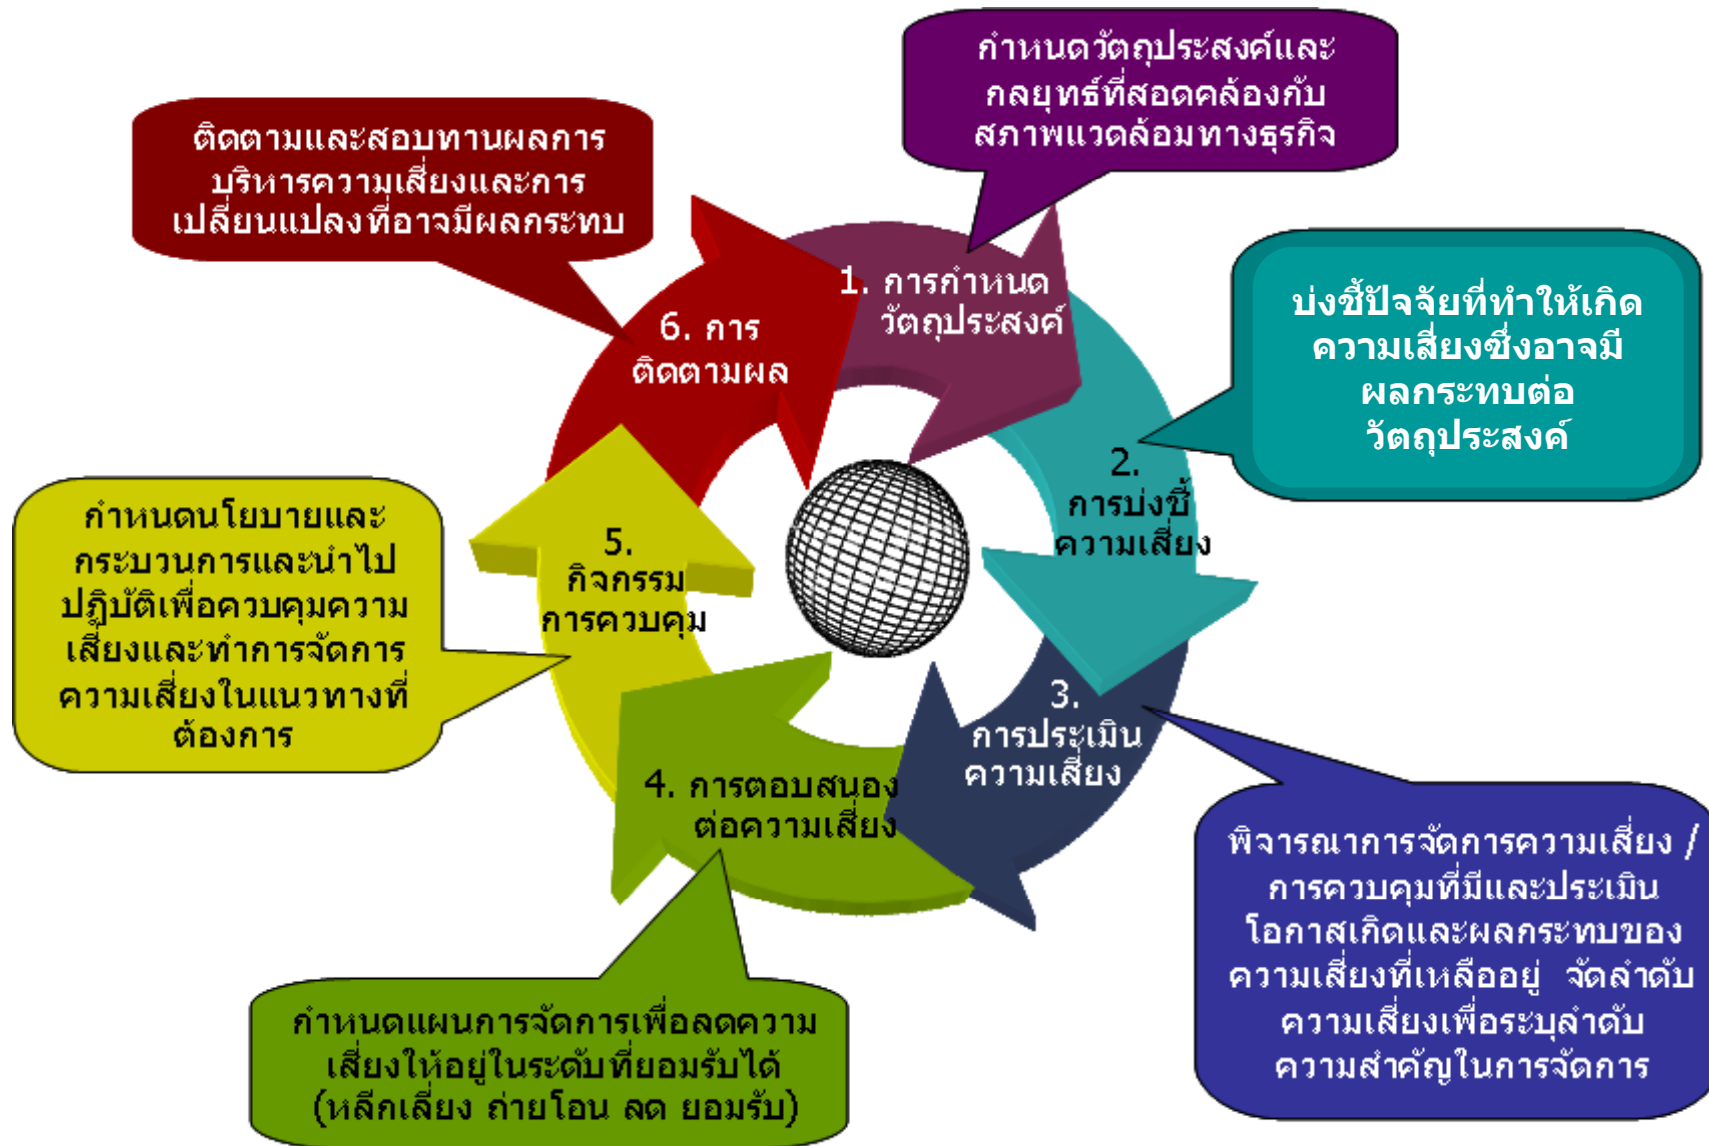 กำหนดวัตถุประสงค์และ
กลยุทธ์ที่สอดคล้องกับ
สภาพแวดล้อมทางธุรกิจ
1. การกำหนด
วัตถุประสงค์
บ่งชี้ปัจจัยที่ทำให้เกิด
ความเสี่ยงซึ่งอาจมี
ผลกระทบต่อ
วัตถุประสงค์
2.
การบ่งชี้
ความเสี่ยง
3.
การประเมิน
ความเสี่ยง
พิจารณาการจัดการความเสี่ยง /
การควบคุมที่มีและประเมิน
โอกาสเกิดและผลกระทบของ
ความเสี่ยงที่เหลืออยู่ จัดลำดับ
ความเสี่ยงเพื่อระบุลำดับ
ความสำคัญในการจัดการ
4. การตอบสนอง
ต่อความเสี่ยง
กำหนดแผนการจัดการเพื่อลดความ
เสี่ยงให้อยู่ในระดับที่ยอมรับได้
(หลีกเลี่ยง ถ่ายโอน ลด ยอมรับ)
5.
กิจกรรม
การควบคุม
กำหนดนโยบายและ
กระบวนการและนำไป
ปฏิบัติเพื่อควบคุมความ
เสี่ยงและทำการจัดการ
ความเสี่ยงในแนวทางที่
ต้องการ
6. การ
ติดตามผล
ติดตามและสอบทานผลการ
บริหารความเสี่ยงและการ
เปลี่ยนแปลงที่อาจมีผลกระทบ